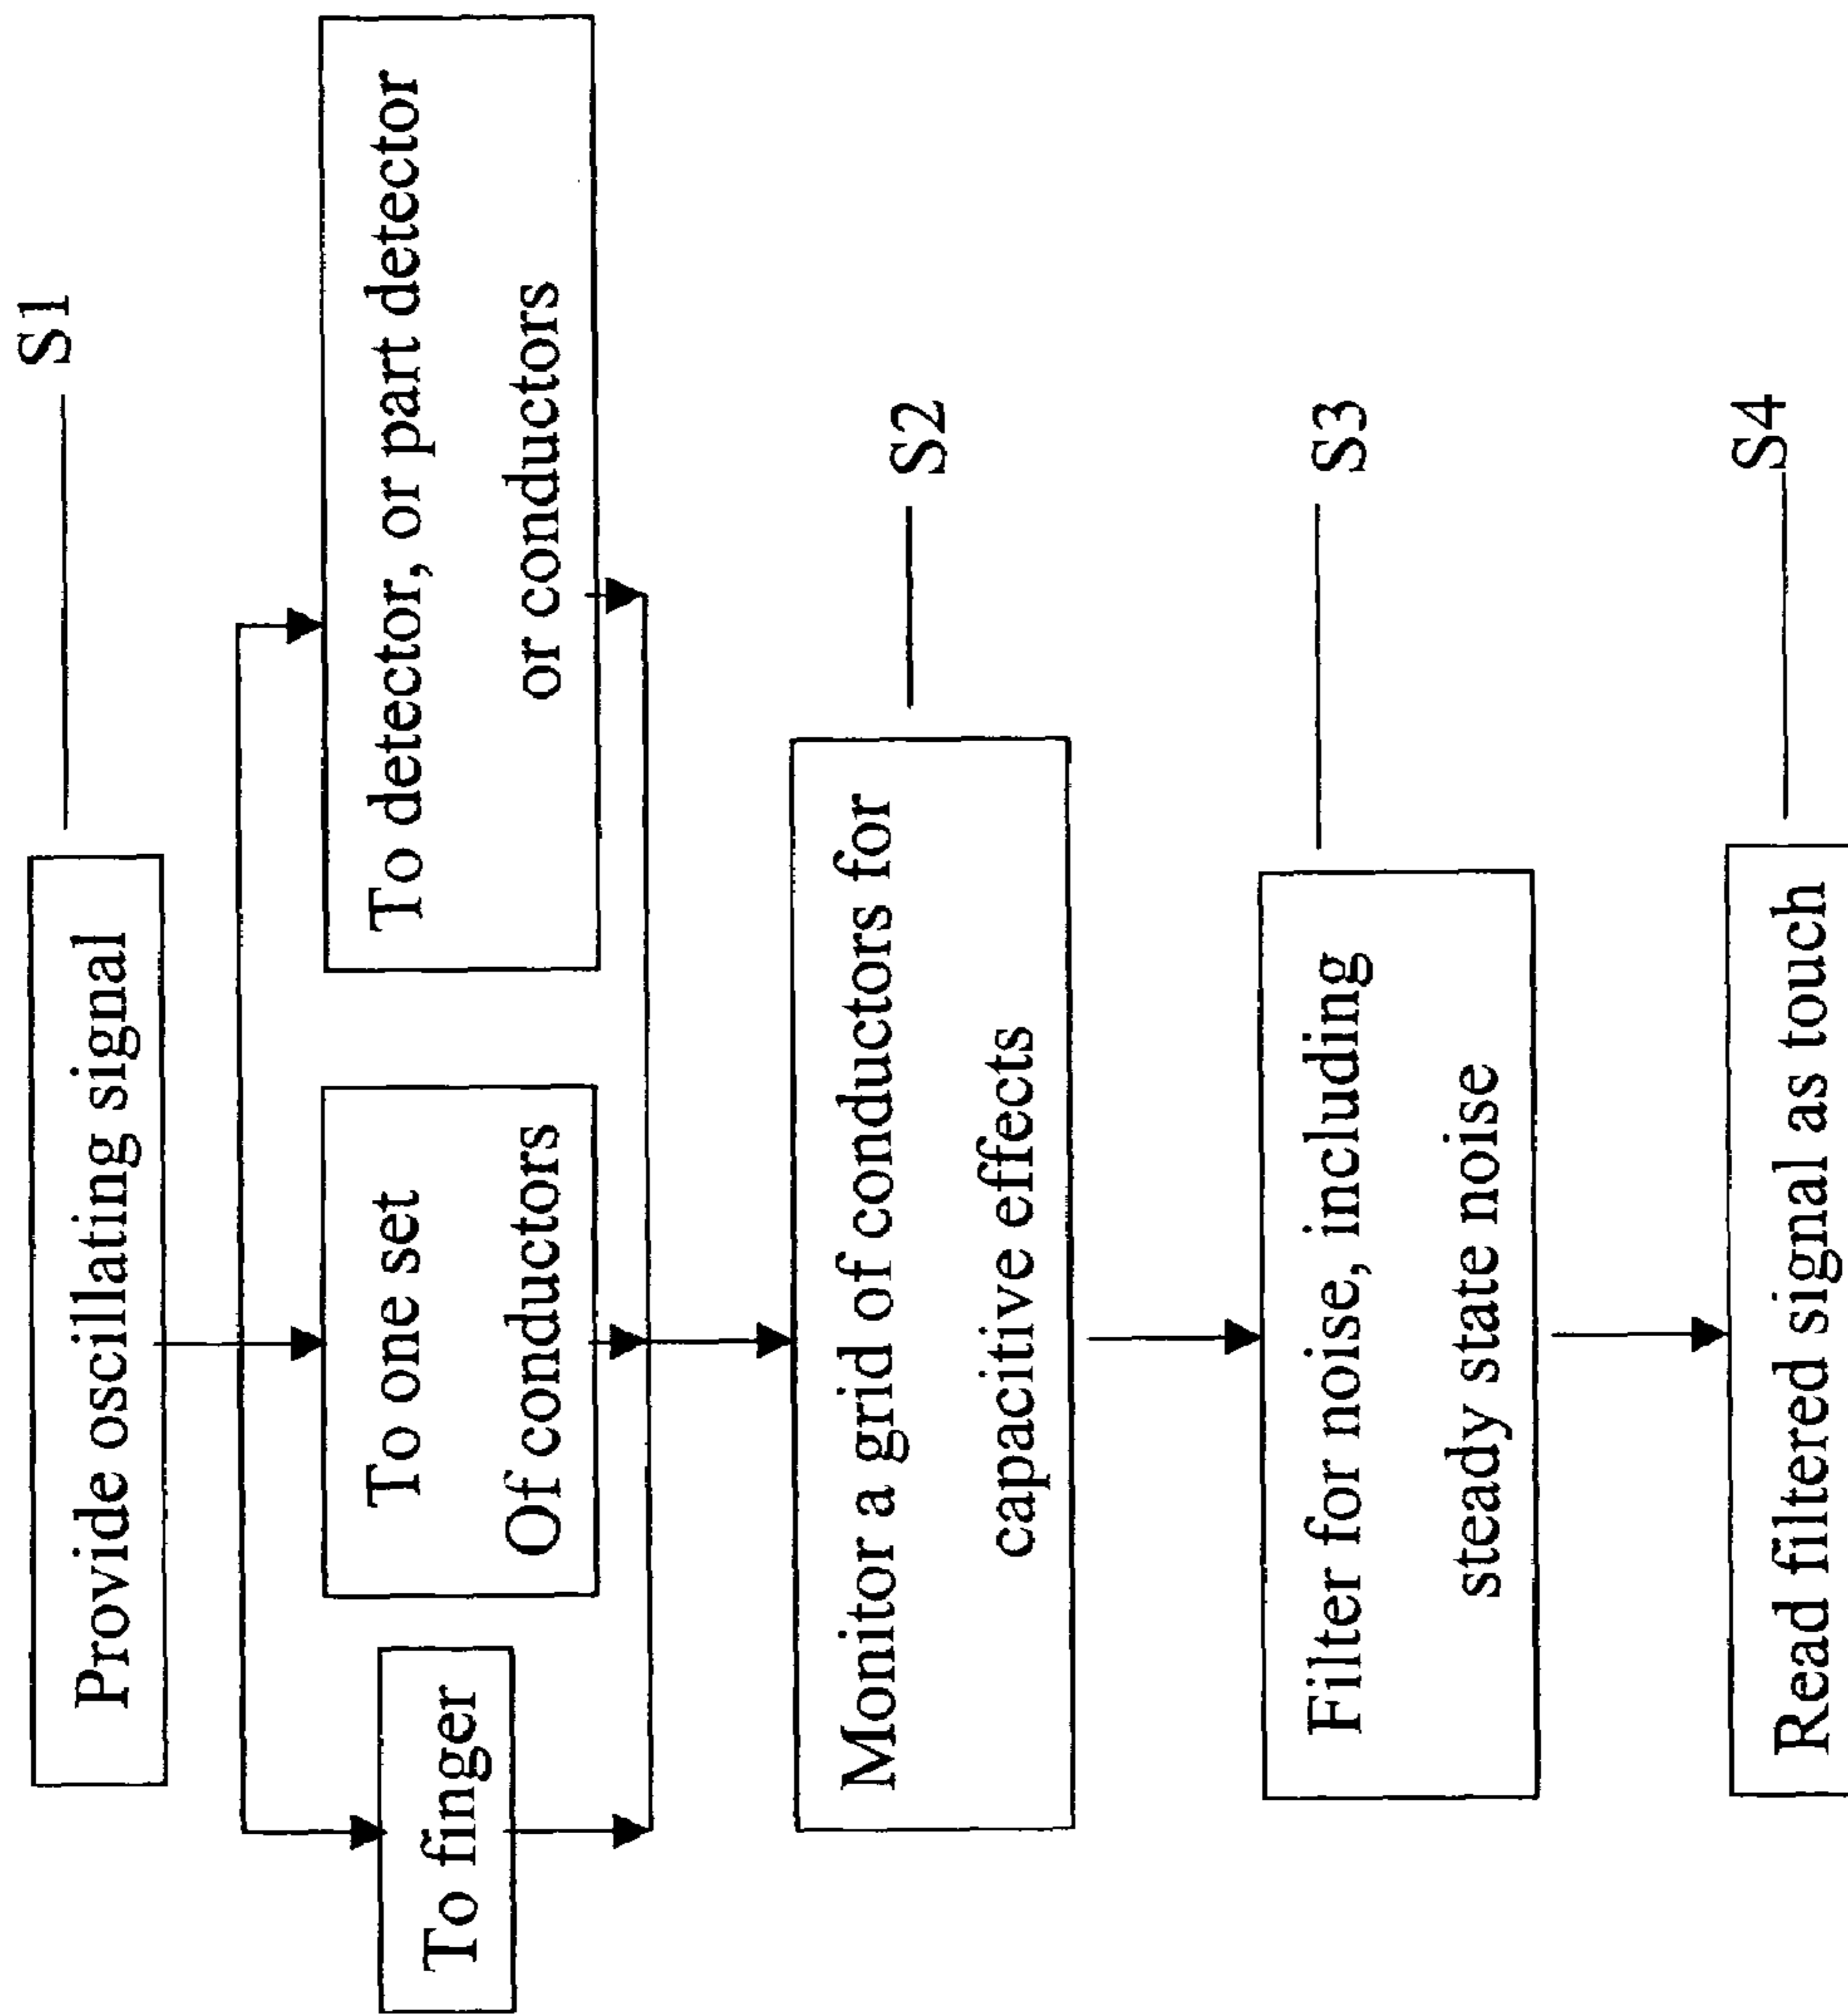 Provide oscillating signal
S1
To finger
To one set
Of conductors
To detector, or part detector
or conductors
Monitor a grid of conductors for
capacitive effects
S2
Filter for noise, including
steady state noise
S3
Read filtered signal as touch
S4